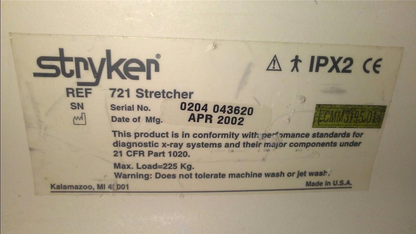 stryker
IPX2 CE
REF 721 Stretcher
SN Serial No. 0204 043620
Date of Mfg. APR 2002
This product is in conformity with performance standards for
diagnostic x-ray systems and their major components under
21 CFR Part 1020.
Max. Load=225 Kg.
Warning: Does not tolerate machine wash or jet wash.
Kalamazoo, MI 49001 Made in U.S.A.